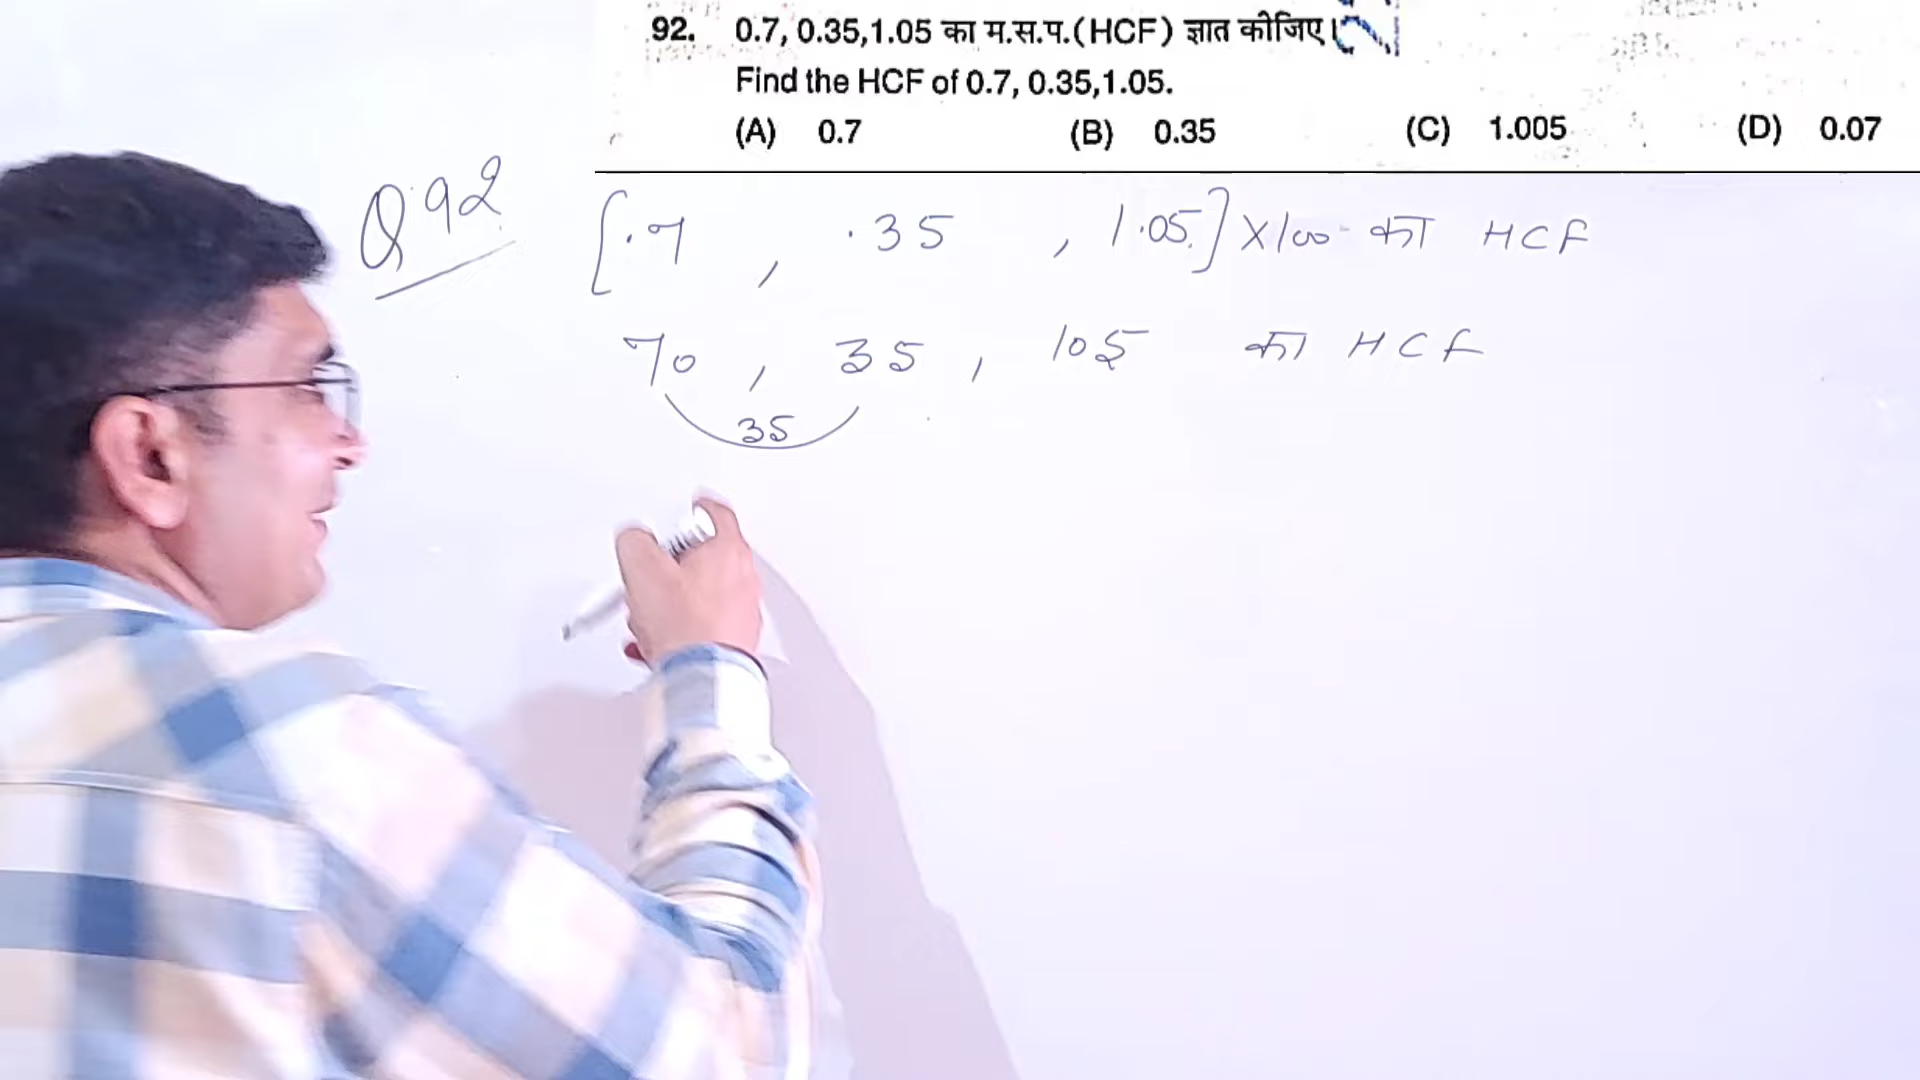 92. 0.7, 0.35,1.05 का म.स.प.(HCF) ज्ञात कीजिए।
Find the HCF of 0.7, 0.35,1.05.
(A) 0.7 (B) 0.35 (C) 1.005 (D) 0.07
Q 92
[.7 , .35 , 1.05] X100 का HCF
70 , 35 , 105 का HCF
35